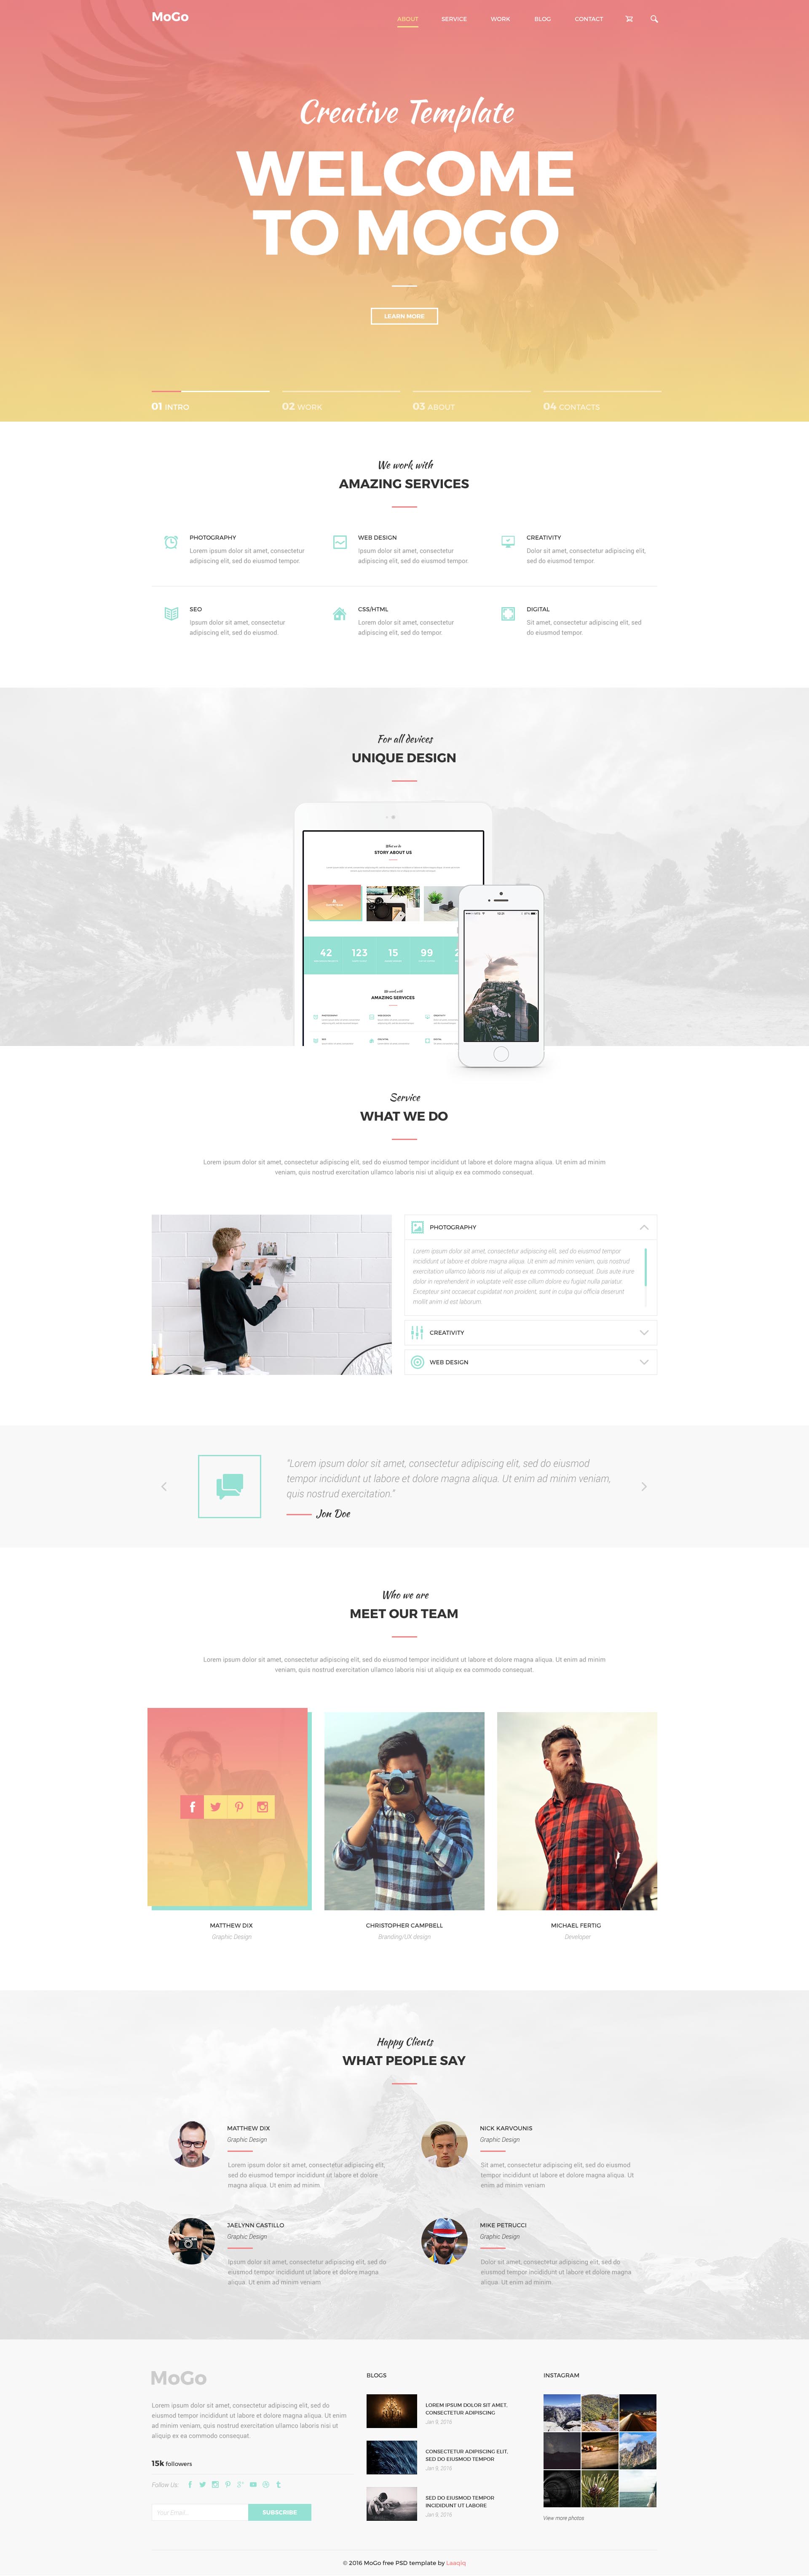 MoGo
ABOUT SERVICE WORK BLOG CONTACT
Creative Template
WELCOME
TO MOGO
LEARN MORE
01 INTRO
02 WORK
03 ABOUT
04 CONTACTS
We work with
AMAZING SERVICES
PHOTOGRAPHY
Lorem ipsum dolor sit amet, consectetur
adipiscing elit, sed do eiusmod tempor.
WEB DESIGN
Ipsum dolor sit amet, consectetur
adipiscing elit, sed do eiusmod tempor.
CREATIVITY
Dolor sit amet, consectetur adipiscing elit,
sed do eiusmod tempor.
SEO
Ipsum dolor sit amet, consectetur
adipiscing elit, sed do eiusmod.
CSS/HTML
Lorem dolor sit amet, consectetur
adipiscing elit, sed do tempor.
DIGITAL
Sit amet, consectetur adipiscing elit, sed
do eiusmod tempor.
For all devices
UNIQUE DESIGN
What we do
STORY ABOUT US
42 123 15 99 2
We work with
AMAZING SERVICES
Service
WHAT WE DO
Lorem ipsum dolor sit amet, consectetur adipiscing elit, sed do eiusmod tempor incididunt ut labore et dolore magna aliqua. Ut enim ad minim
veniam, quis nostrud exercitation ullamco laboris nisi ut aliquip ex ea commodo consequat.
PHOTOGRAPHY
Lorem ipsum dolor sit amet, consectetur adipiscing elit, sed do eiusmod tempor
incididunt ut labore et dolore magna aliqua. Ut enim ad minim veniam, quis nostrud
exercitation ullamco laboris nisi ut aliquip ex ea commodo consequat. Duis aute irure
dolor in reprehenderit in voluptate velit esse cillum dolore eu fugiat nulla pariatur.
Excepteur sint occaecat cupidatat non proident, sunt in culpa qui officia deserunt
mollit anim id est laborum
CREATIVITY
WEB DESIGN
"Lorem ipsum dolor sit amet, consectetur adipiscing elit, sed do eiusmod
tempor incididunt ut labore et dolore magna aliqua. Ut enim ad minim veniam,
quis nostrud exercitation."
Jon Doe
Who we are
MEET OUR TEAM
Lorem ipsum dolor sit amet, consectetur adipiscing elit, sed do eiusmod tempor incididunt ut labore et dolore magna aliqua. Ut enim ad minim
veniam, quis nostrud exercitation ullamco laboris nisi ut aliquip ex ea commodo consequat.
MATTHEW DIX
Graphic Design
CHRISTOPHER CAMPBELL
Branding/UX design
MICHAEL FERTIG
Developer
Happy Clients
WHAT PEOPLE SAY
MATTHEW DIX
Graphic Design
Lorem ipsum dolor sit amet, consectetur adipiscing elit,
sed do eiusmod tempor incididunt ut labore et dolore
magna aliqua. Ut enim ad minim.
NICK KARVOUNIS
Graphic Design
Sit amet, consectetur adipiscing elit, sed do eiusmod
tempor incididunt ut labore et dolore magna aliqua. Ut
enim ad minim veniam
JAELYNN CASTILLO
Graphic Design
Ipsum dolor sit amet, consectetur adipiscing elit, sed do
eiusmod tempor incididunt ut labore et dolore magna
aliqua. Ut enim ad minim veniam
MIKE PETRUCCI
Graphic Design
Dolor sit amet, consectetur adipiscing elit, sed do
eiusmod tempor incididunt ut labore et dolore magna
aliqua. Ut enim ad minim.
MoGo
Lorem ipsum dolor sit amet, consectetur adipiscing elit, sed do
eiusmod tempor incididunt ut labore et dolore magna aliqua. Ut enim
ad minim veniam, quis nostrud exercitation ullamco laboris nisi ut
aliquip ex ea commodo consequat.
15k followers
Follow Us:
Your Email.
SUBSCRIBE
BLOGS
LOREM IPSUM DOLOR SIT AMET,
CONSECTETUR ADIPISCING
Jan 9, 2016
CONSECTETUR ADIPISCING ELIT,
SED DO EIUSMOD TEMPOR
Jan 9, 2016
SED DO EIUSMOD TEMPOR
INCIDIDUNT UT LABORE
Jan 9, 2016
INSTAGRAM
View more photos
© 2016 MoGo free PSD template by Laaqiq